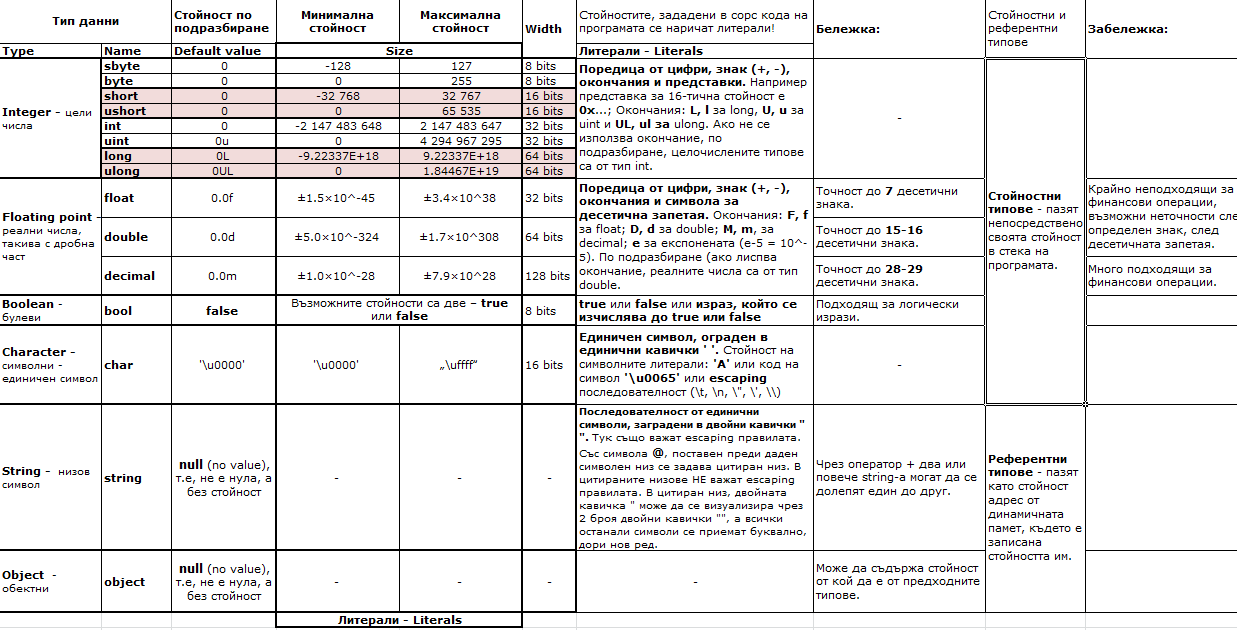 Тип данни
Стойност по
подразбиране
Минимална
стойност
Максимална
стойност
Width
Стойностите, зададени в сорс кода на
програмата се наричат литерали!
Бележка:
Стойностни и
референтни
типове
Забележка:
Type
Name
Default value
Size
Литерали - Literals
Integer – цели
числа
sbyte
0
-128
127
8 bits
byte
0
0
255
8 bits
short
0
-32 768
32 767
16 bits
ushort
0
0
65 535
16 bits
int
0
-2 147 483 648
2 147 483 647
32 bits
uint
0u
0
4 294 967 295
32 bits
long
0L
-9.22337E+18
9.22337E+18
64 bits
ulong
0UL
0
1.84467E+19
64 bits
Поредица от цифри, знак (+, -),
окончания и представки. Например
представка за 16-тична стойност е
0x...; Окончания: L, l за long, U, u за
uint и UL, ul за ulong. Ако не се
използва окончание, по
подразбиране, целочислените типове
са от тип int.
-
Стойностни
типове - пазят
непосредствено
своята стойност
в стека на
програмата.
Floating point -
реални числа,
такива с дробна
част
float
0.0f
±1.5×10^-45
±3.4×10^38
32 bits
double
0.0d
±5.0×10^-324
±1.7×10^308
64 bits
decimal
0.0m
±1.0×10^-28
±7.9×10^28
128 bits
Поредица от цифри, знак (+, -),
окончания и символа за
десетична запетая. Окончания: F, f
за float; D, d за double; M, m, за
decimal; e за експонената (e-5 = 10^-
5). По подразбиране (ако липсва
окончание, реалните числа са от тип
double.
Точност до 7 десетични
знака.
Точност до 15–16
десетични знака.
Точност до 28–29
десетични знака.
Крайно неподходящи за
финансови операции,
възможни неточности сле
определен знак, след
десетичната запетая.
Много подходящи за
финансови операции.
Boolean -
булеви
bool
false
Възможните стойности са две – true
или false
8 bits
true или false или израз, който се
изчислява до true или false
Подходящ за логически
изрази.
Character -
символни -
единичен символ
char
'\u0000'
'\u0000'
„\uffff“
16 bits
Единичен символ, ограден в
единични кавички ' '. Стойност на
символните литерали: 'A' или код на
символ '\u0065' или escaping
последователност (\t, \n, \", \', \\)
-
String - низов
символ
string
null (no value),
т.е, не е нула, а
без стойност
-
-
-
Последователност от единични
символи, заградени в двойни кавички "
". Тук също важат escaping правилата.
Със символа @, поставен преди даден
символен низ се задава цитиран низ. В
цитираните низове НЕ важат escaping
правилата. В цитиран низ, двойната
кавичка " може да се визуализира чрез
2 броя двойни кавички "", а всички
останали символи се приемат буквално,
дори нов ред.
Чрез оператор + два или
повече string-a могат да се
долепят един до друг.
Референтни
типове - пазят
като стойност
адрес от
динамичната
памет, където е
записана
стойността им.
Object -
обектни
object
null (no value),
т.е, не е нула, а
без стойност
-
-
-
-
Може да съдържа стойност
от кой да е от предходните
типове.
Литерали - Literals